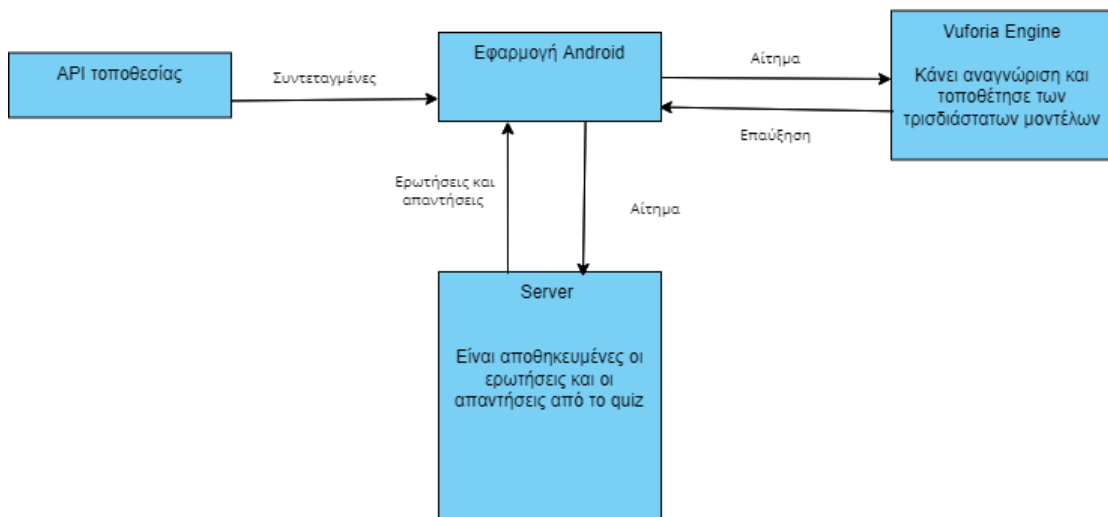 API τοποθεσίας
Συντεταγμένες
Εφαρμογή Android
Αίτημα
Επαύξηση
Vuforia Engine
Κάνει αναγνώριση και
τοποθέτησε των
τρισδιάστατων μοντέλων
Ερωτήσεις και
απαντήσεις
Αίτημα
Server
Είναι αποθηκευμένες οι
ερωτήσεις και οι
απαντήσεις από το quiz